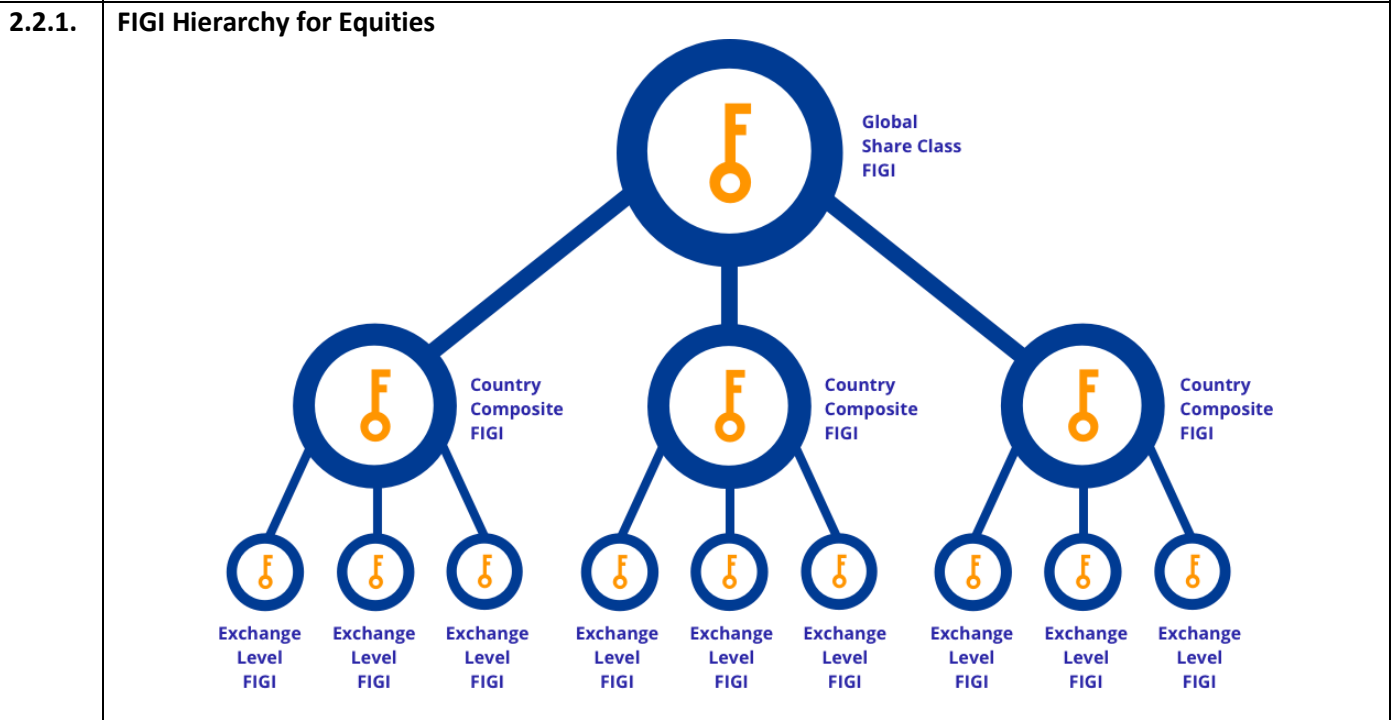 2.2.1. FIGI Hierarchy for Equities
Global
Share Class
FIGI
Country
Composite
FIGI
Country
Composite
FIGI
Country
Composite
FIGI
Exchange
Level
FIGI
Exchange
Level
FIGI
Exchange
Level
FIGI
Exchange
Level
FIGI
Exchange
Level
FIGI
Exchange
Level
FIGI
Exchange
Level
FIGI
Exchange
Level
FIGI
Exchange
Level
FIGI